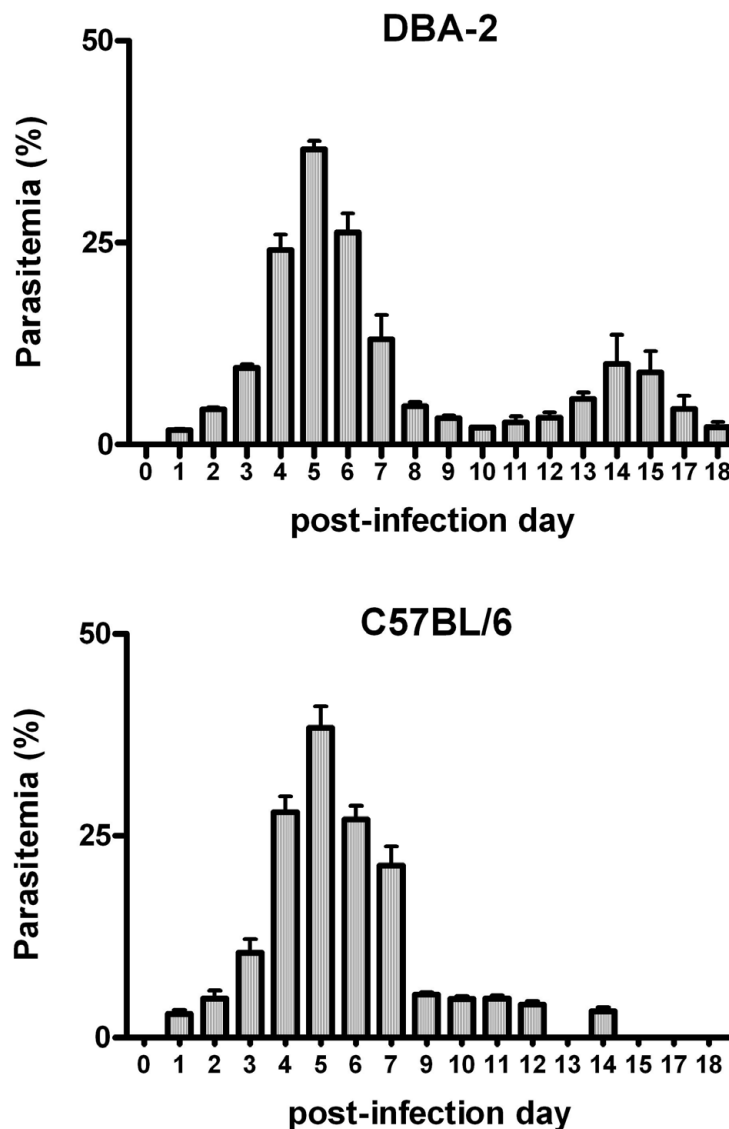 DBA-2
50
25
0
Parasitemia (%)
0 1 2 3 4 5 6 7 8 9 10 11 12 13 14 15 17 18
post-infection day
C57BL/6
50
25
0
Parasitemia (%)
0 1 2 3 4 5 6 7 9 10 11 12 13 14 15 17 18
post-infection day